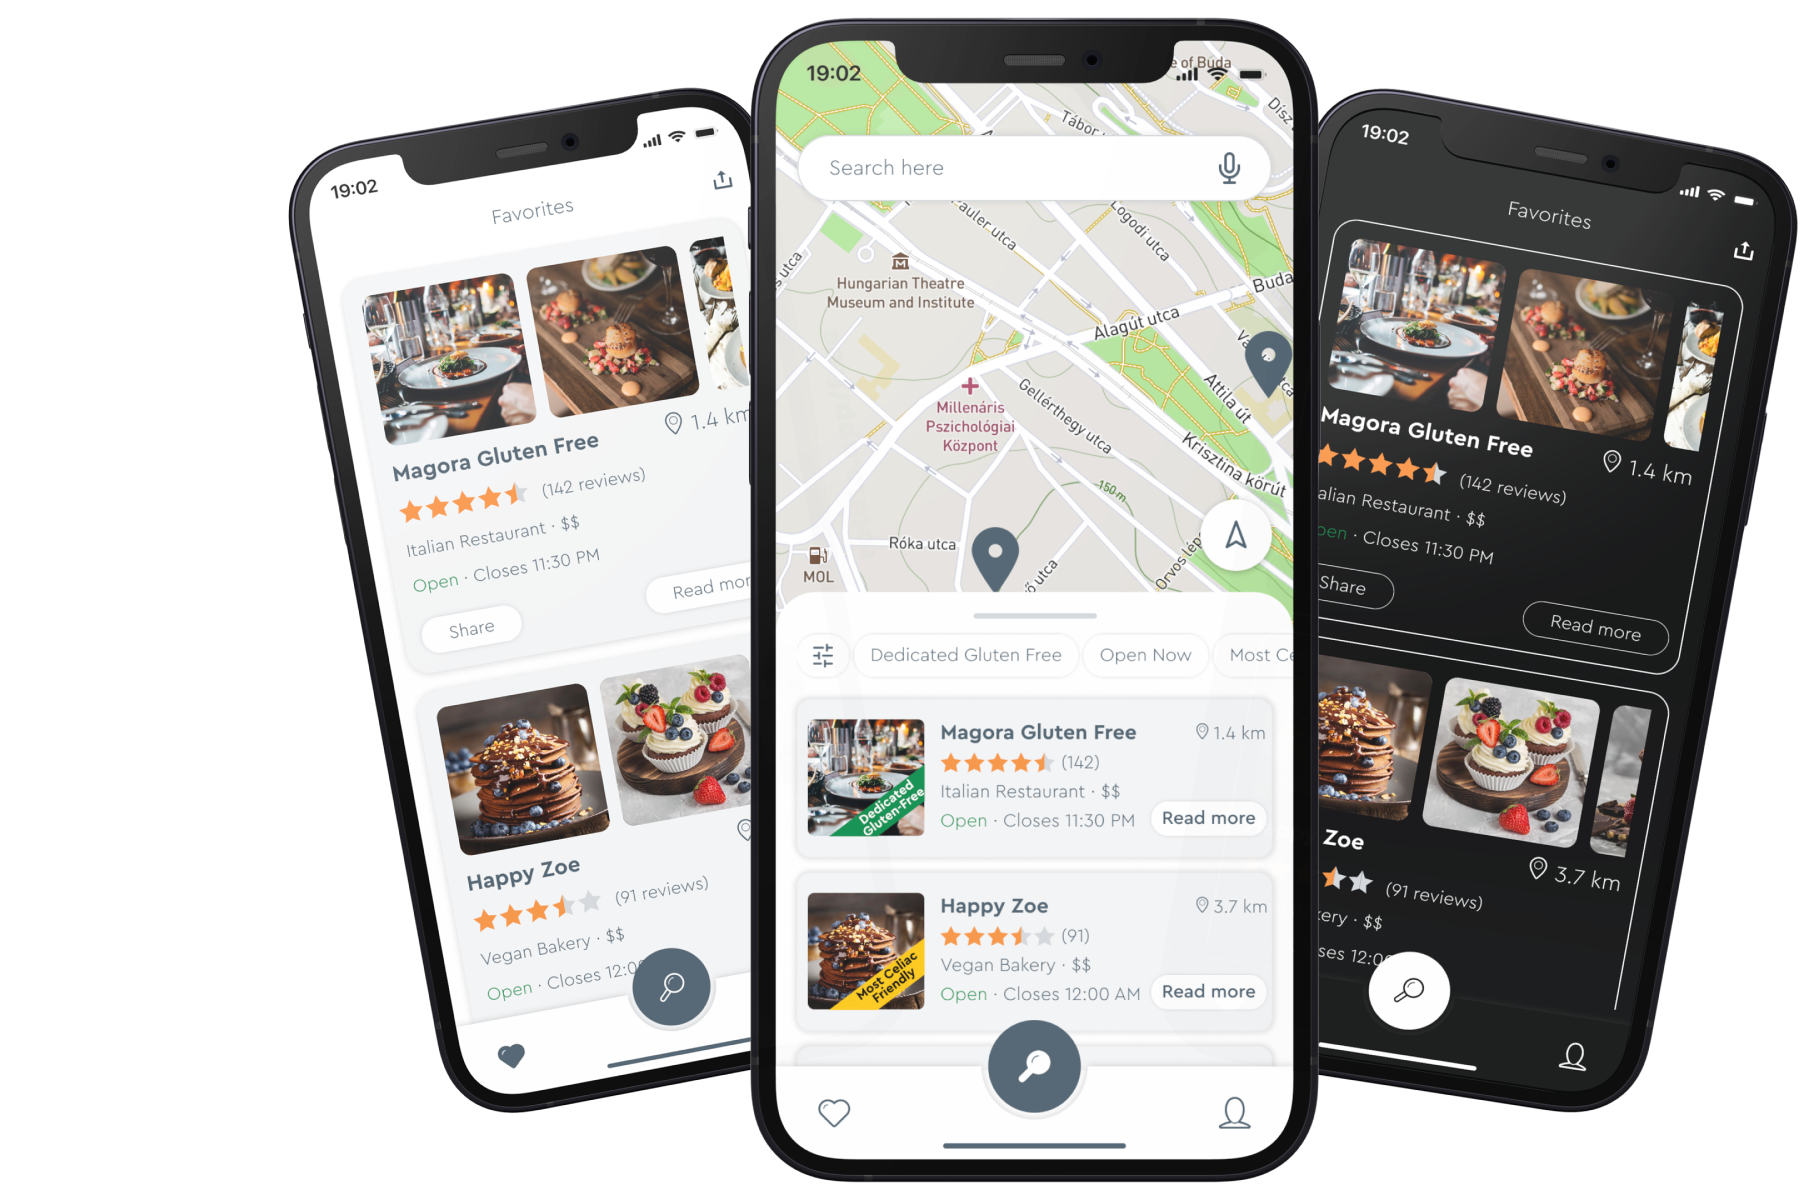 19:02
Favorites
Magora Gluten Free
1.4 km
(142 reviews)
Italian Restaurant · $$
Open · Closes 11:30 PM
Read mor
Share
Happy Zoe
(91 reviews)
Vegan Bakery · $$
Open · Closes 12:00
19:02
e of Buda
Dísz
Tábor
Search here
auler utca
Logodi utca
s utca
Hungarian Theatre
Museum and Institute
Buda
Alagút utca
Attila út
Gellérthegy utca
Millenáris
Pszichológiai
Központ
Krisztina körút
150 m
Róka utca
Orvos lép
ő utca
MOL
Dedicated Gluten Free
Open Now
Most Ce
Magora Gluten Free
1.4 km
(142)
Italian Restaurant · $$
Open · Closes 11:30 PM
Read more
Dedicated
Gluten-Free
Happy Zoe
3.7 km
(91)
Vegan Bakery · $$
Open · Closes 12:00 AM
Read more
Most Celiac
Friendly
19:02
Favorites
Magora Gluten Free
1.4 km
(142 reviews)
alian Restaurant · $$
pen · Closes 11:30 PM
Share
Read more
Zoe
3.7 km
(91 reviews)
kery · $$
ses 12:00